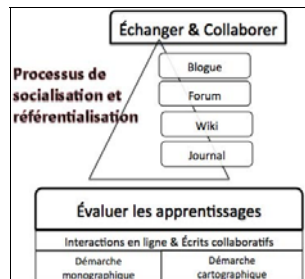 Échanger & Collaborer
Processus de
socialisation et
référentialisation
Blogue
Forum
Wiki
Journal
Évaluer les apprentissages
Interactions en ligne & Écrits collaboratifs
Démarche
monographique
Démarche
cartographique